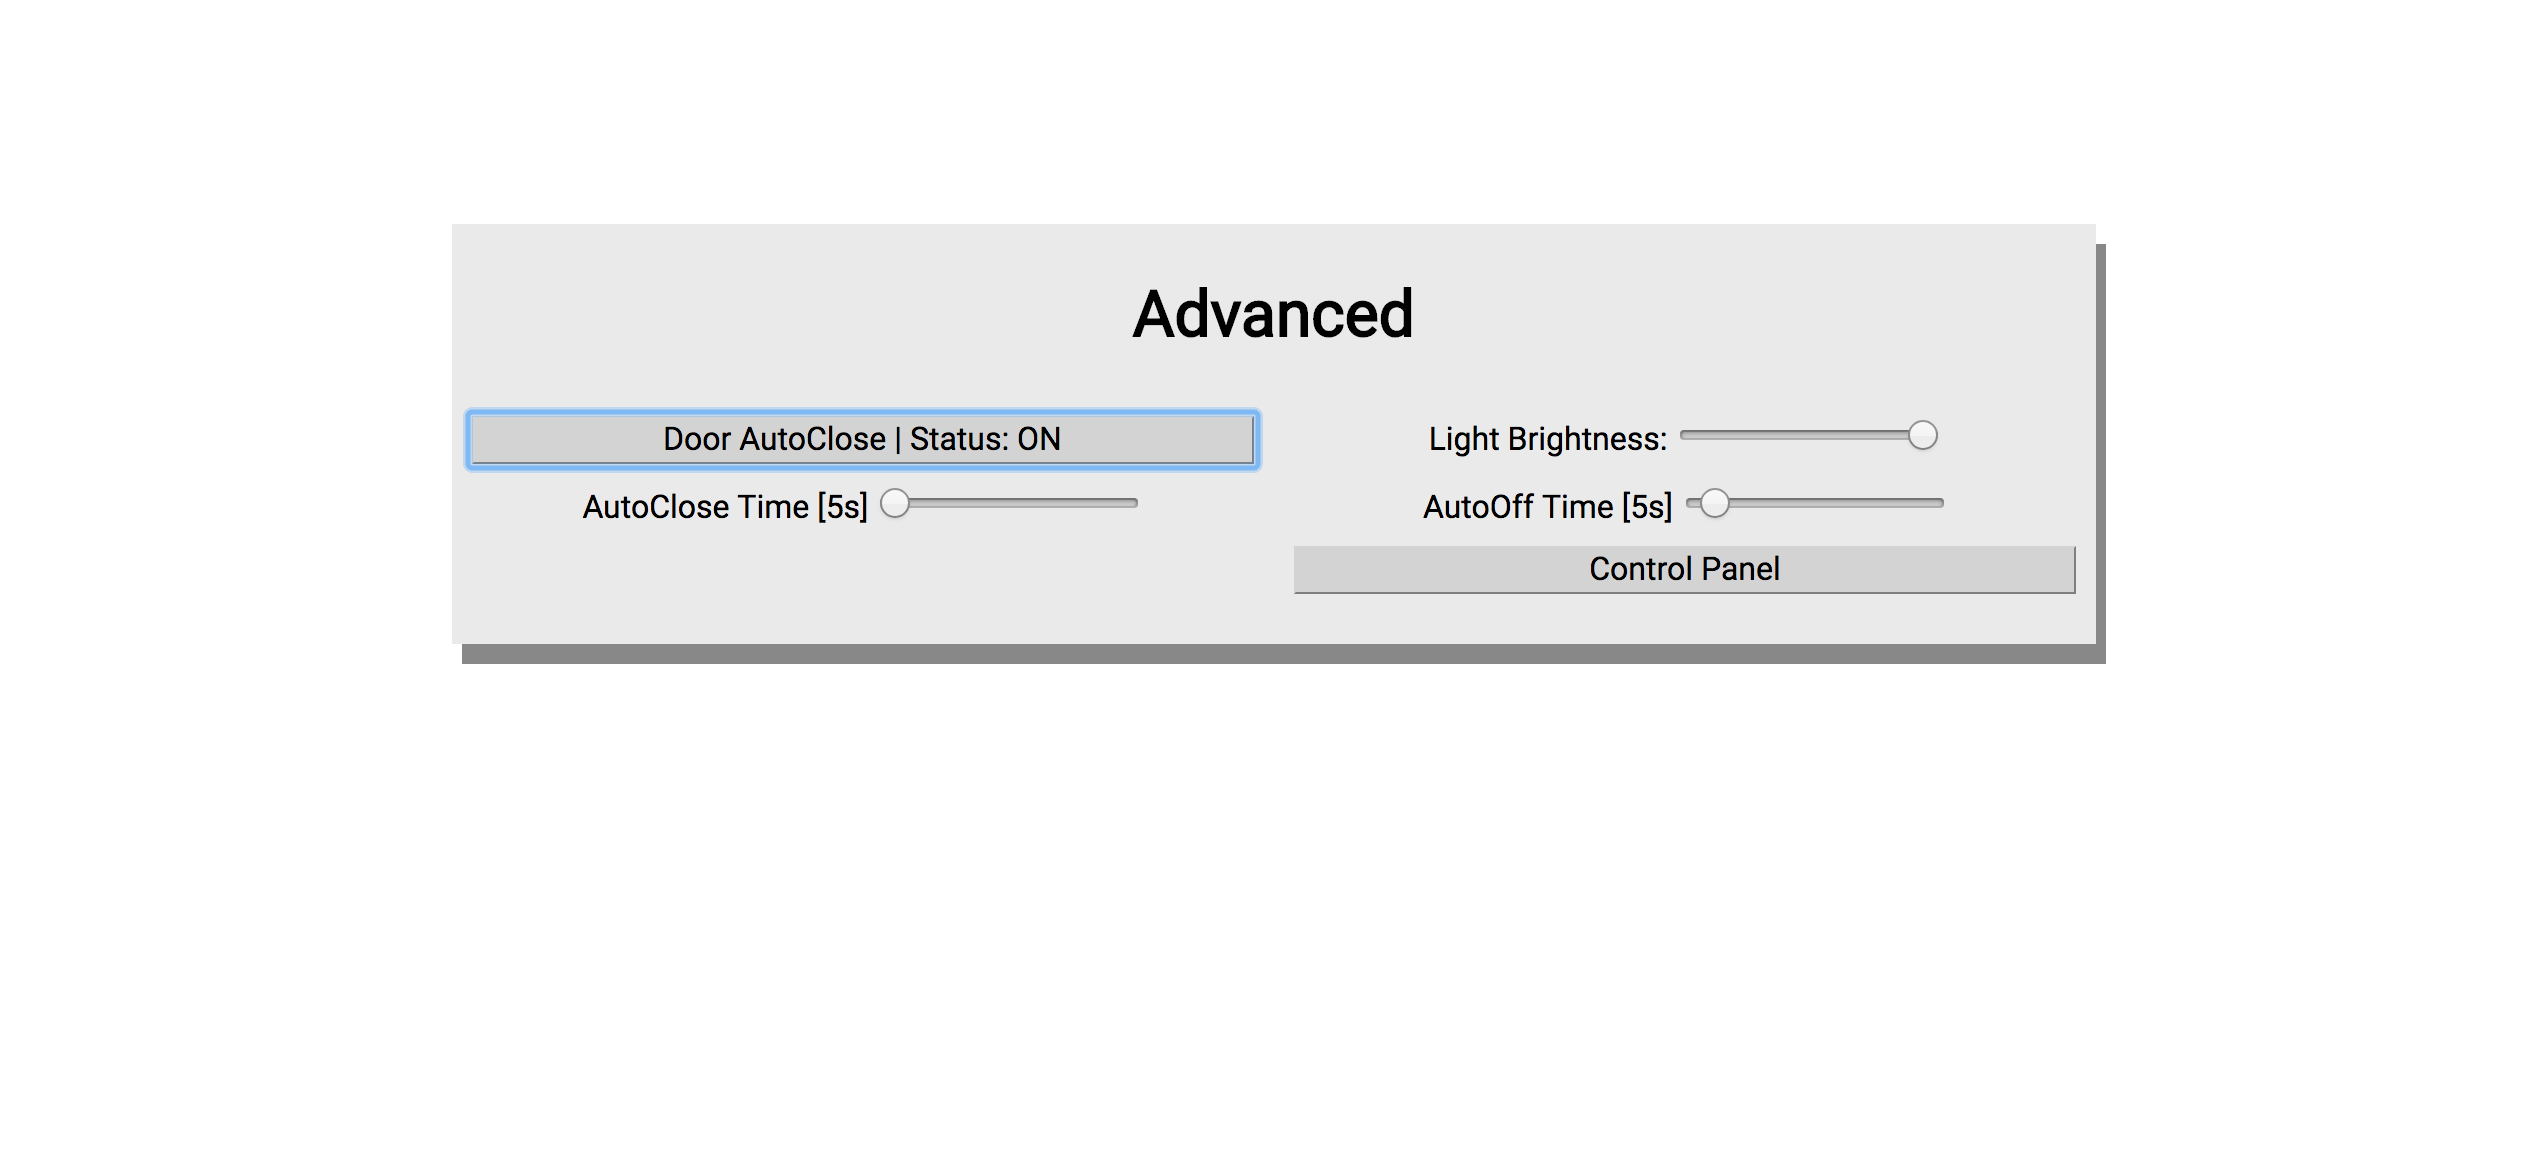 Advanced
Door AutoClose | Status: ON
Light Brightness:
AutoClose Time [5s]
AutoOff Time [5s]
Control Panel